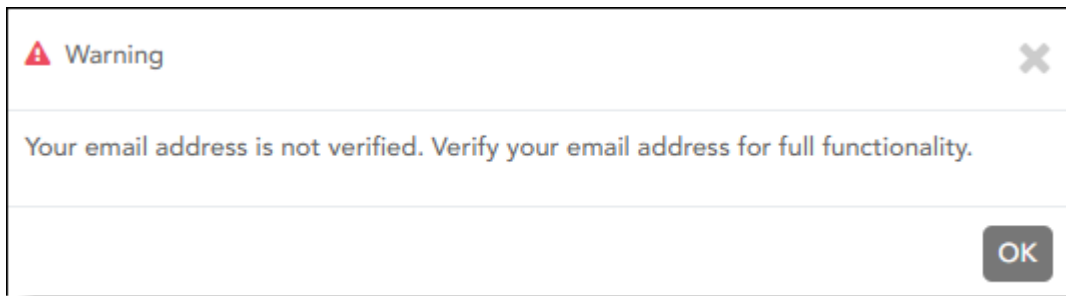 Warning
Your email address is not verified. Verify your email address for full functionality.
OK